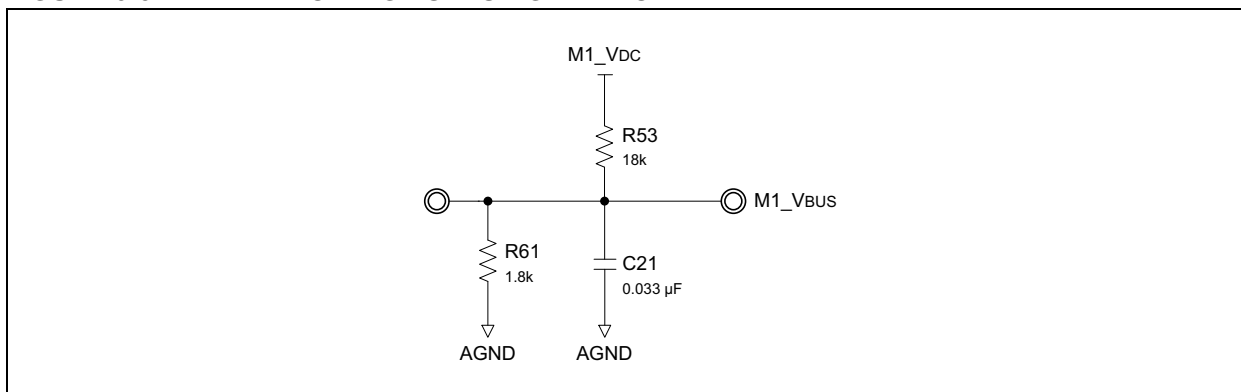 M1_VDC
R53
18k
M1_VBUS
R61
1.8k
C21
0.033 µF
AGND
AGND